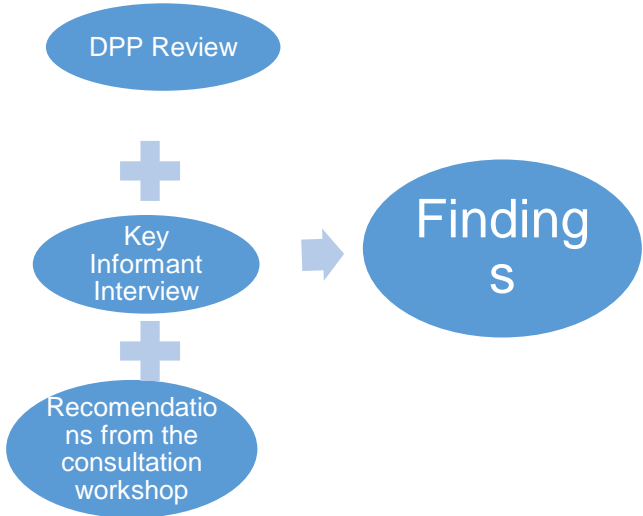 DPP Review
Key
Informant
Interview
Recomendatio
ns from the
consultation
workshop
Finding
s